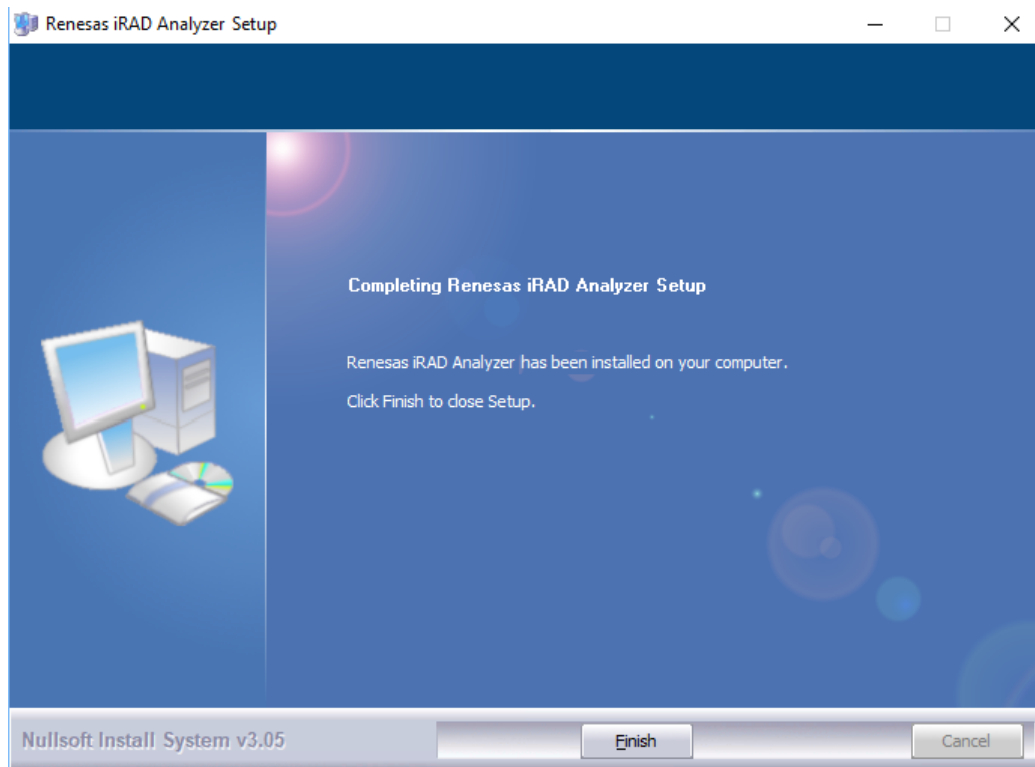 Renesas iRAD Analyzer Setup
Completing Renesas iRAD Analyzer Setup
Renesas iRAD Analyzer has been installed on your computer.
Click Finish to close Setup.
Nullsoft Install System v3.05
Finish
Cancel